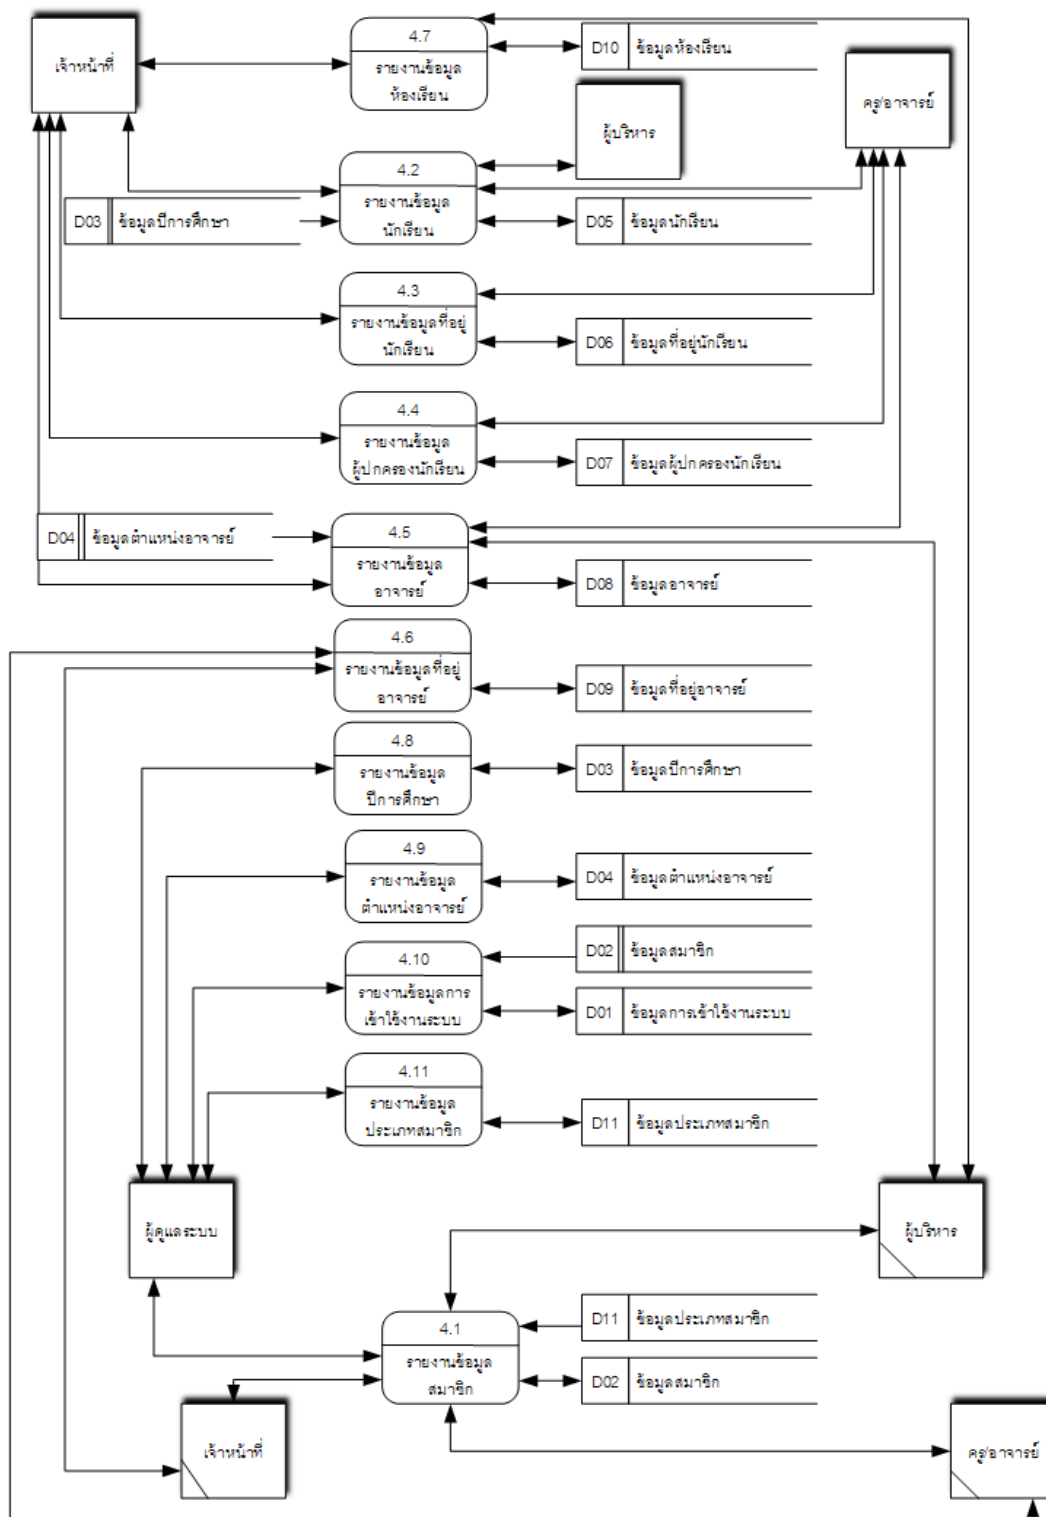 4.7
เจ้าหน้าที่
รายงานข้อมูล
ห้องเรียน
D10 ข้อมูลห้องเรียน
ครู/อาจารย์
ผู้บริหาร
4.2
รายงานข้อมูล
นักเรียน
D03 ข้อมูลปีการศึกษา
D05 ข้อมูลนักเรียน
4.3
รายงานข้อมูลที่อยู่
นักเรียน
D06 ข้อมูลที่อยู่นักเรียน
4.4
รายงานข้อมูล
ผู้ปกครองนักเรียน
D07 ข้อมูลผู้ปกครองนักเรียน
D04 ข้อมูลตำแหน่งอาจารย์
4.5
รายงานข้อมูล
อาจารย์
D08 ข้อมูลอาจารย์
4.6
รายงานข้อมูลที่อยู่
อาจารย์
D09 ข้อมูลที่อยู่อาจารย์
4.8
รายงานข้อมูล
ปีการศึกษา
D03 ข้อมูลปีการศึกษา
4.9
รายงานข้อมูล
ตำแหน่งอาจารย์
D04 ข้อมูลตำแหน่งอาจารย์
D02 ข้อมูลสมาชิก
4.10
รายงานข้อมูลการ
เข้าใช้งานระบบ
D01 ข้อมูลการเข้าใช้งานระบบ
4.11
รายงานข้อมูล
ประเภทสมาชิก
D11 ข้อมูลประเภทสมาชิก
ผู้ดูแลระบบ
ผู้บริหาร
4.1
รายงานข้อมูล
สมาชิก
D11 ข้อมูลประเภทสมาชิก
D02 ข้อมูลสมาชิก
เจ้าหน้าที่
ครู/อาจารย์